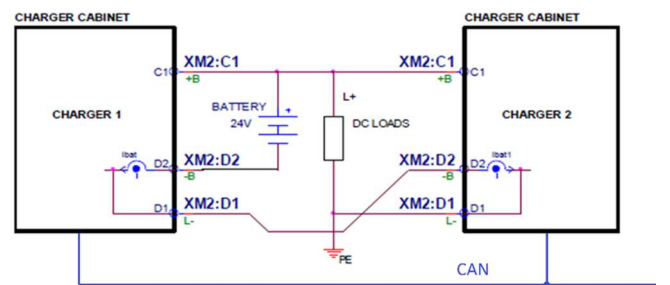 CHARGER CABINET
CHARGER CABINET
XM2:C1
XM2:C1
C1
+B
+B
C1
L+
BATTERY
24V
+
CHARGER 1
DC LOADS
CHARGER 2
Ibat
D2
XM2:D2
-B
XM2:D2
-B
D2
Ibat1
D1
XM2:D1
L-
XM2:D1
L-
D1
PE
CAN